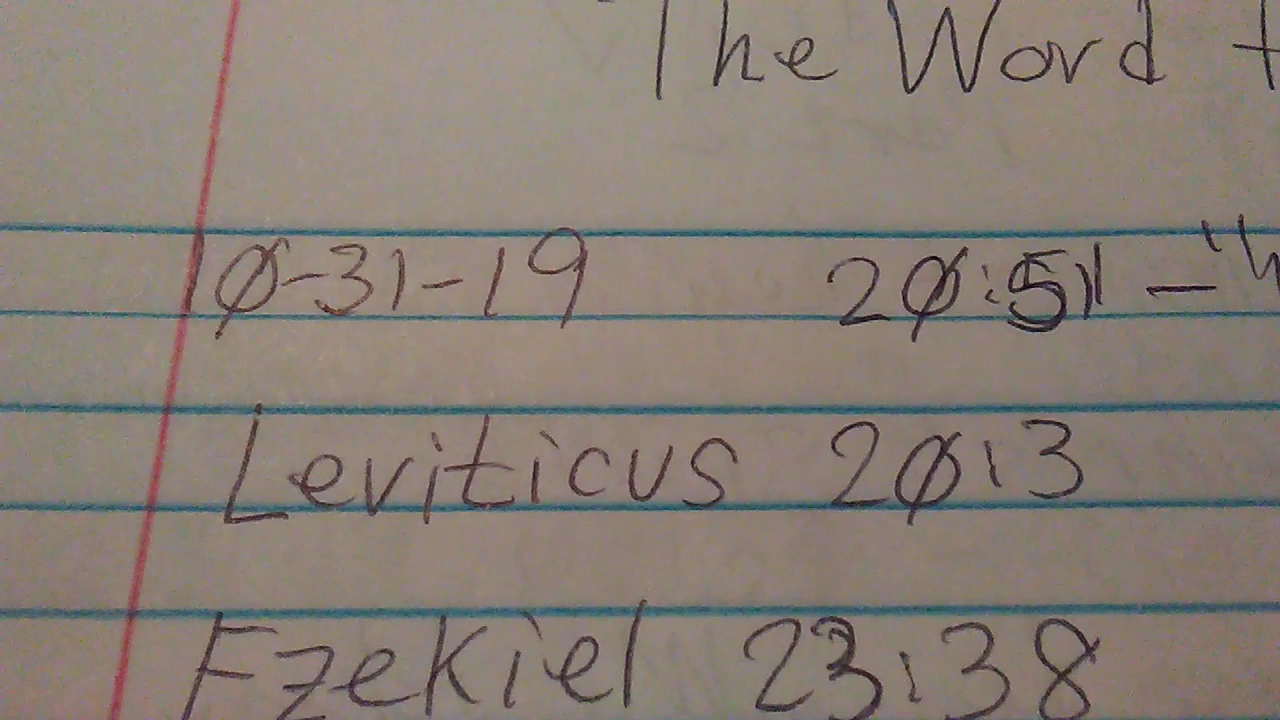 The Word
10-31-19 20:51 –
Leviticus 20:3
Ezekiel 23:38